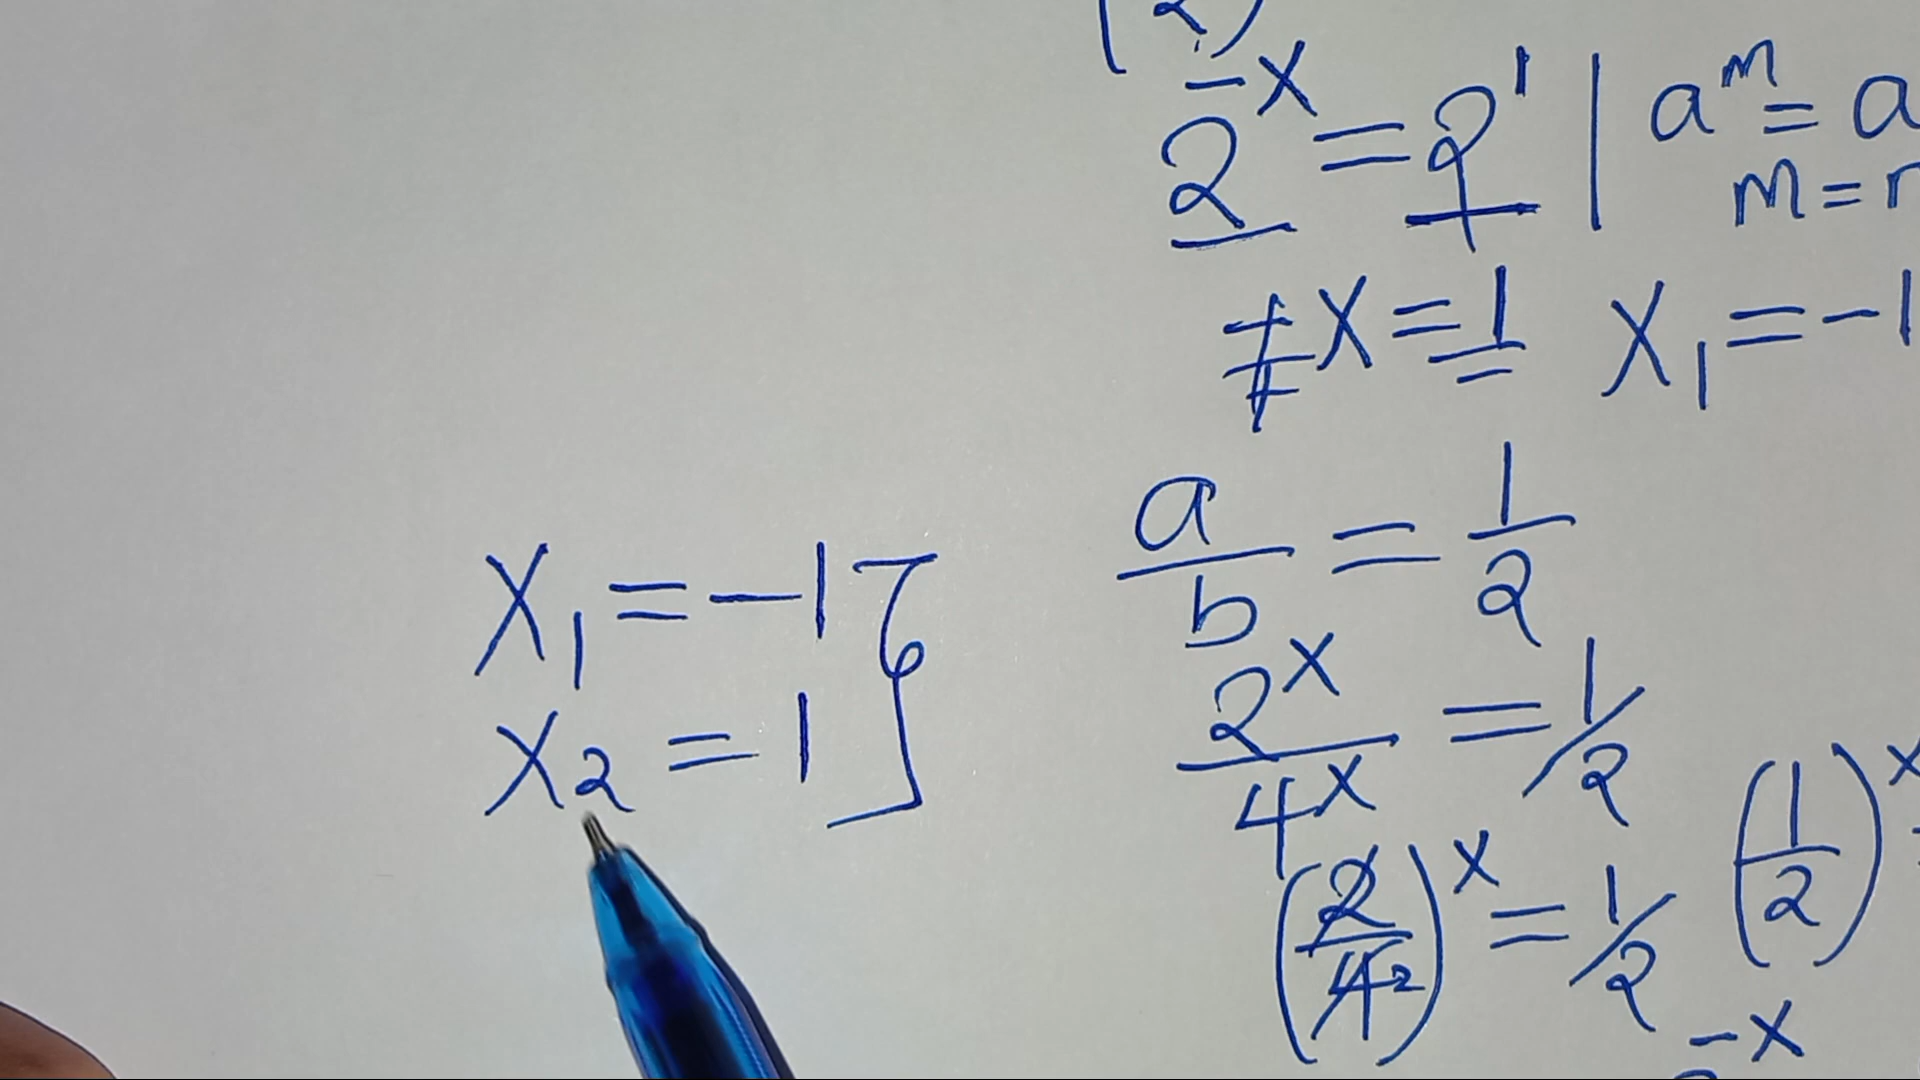 (2)
2^-x = 2^1 | a^m = a
m = n
-x = 1 x₁ = -1
a/b = 1/2
x₁ = -1
2^x/4^x = 1/2
x₂ = 1
(2/4)^x = 1/2 (1/2)^x
-x